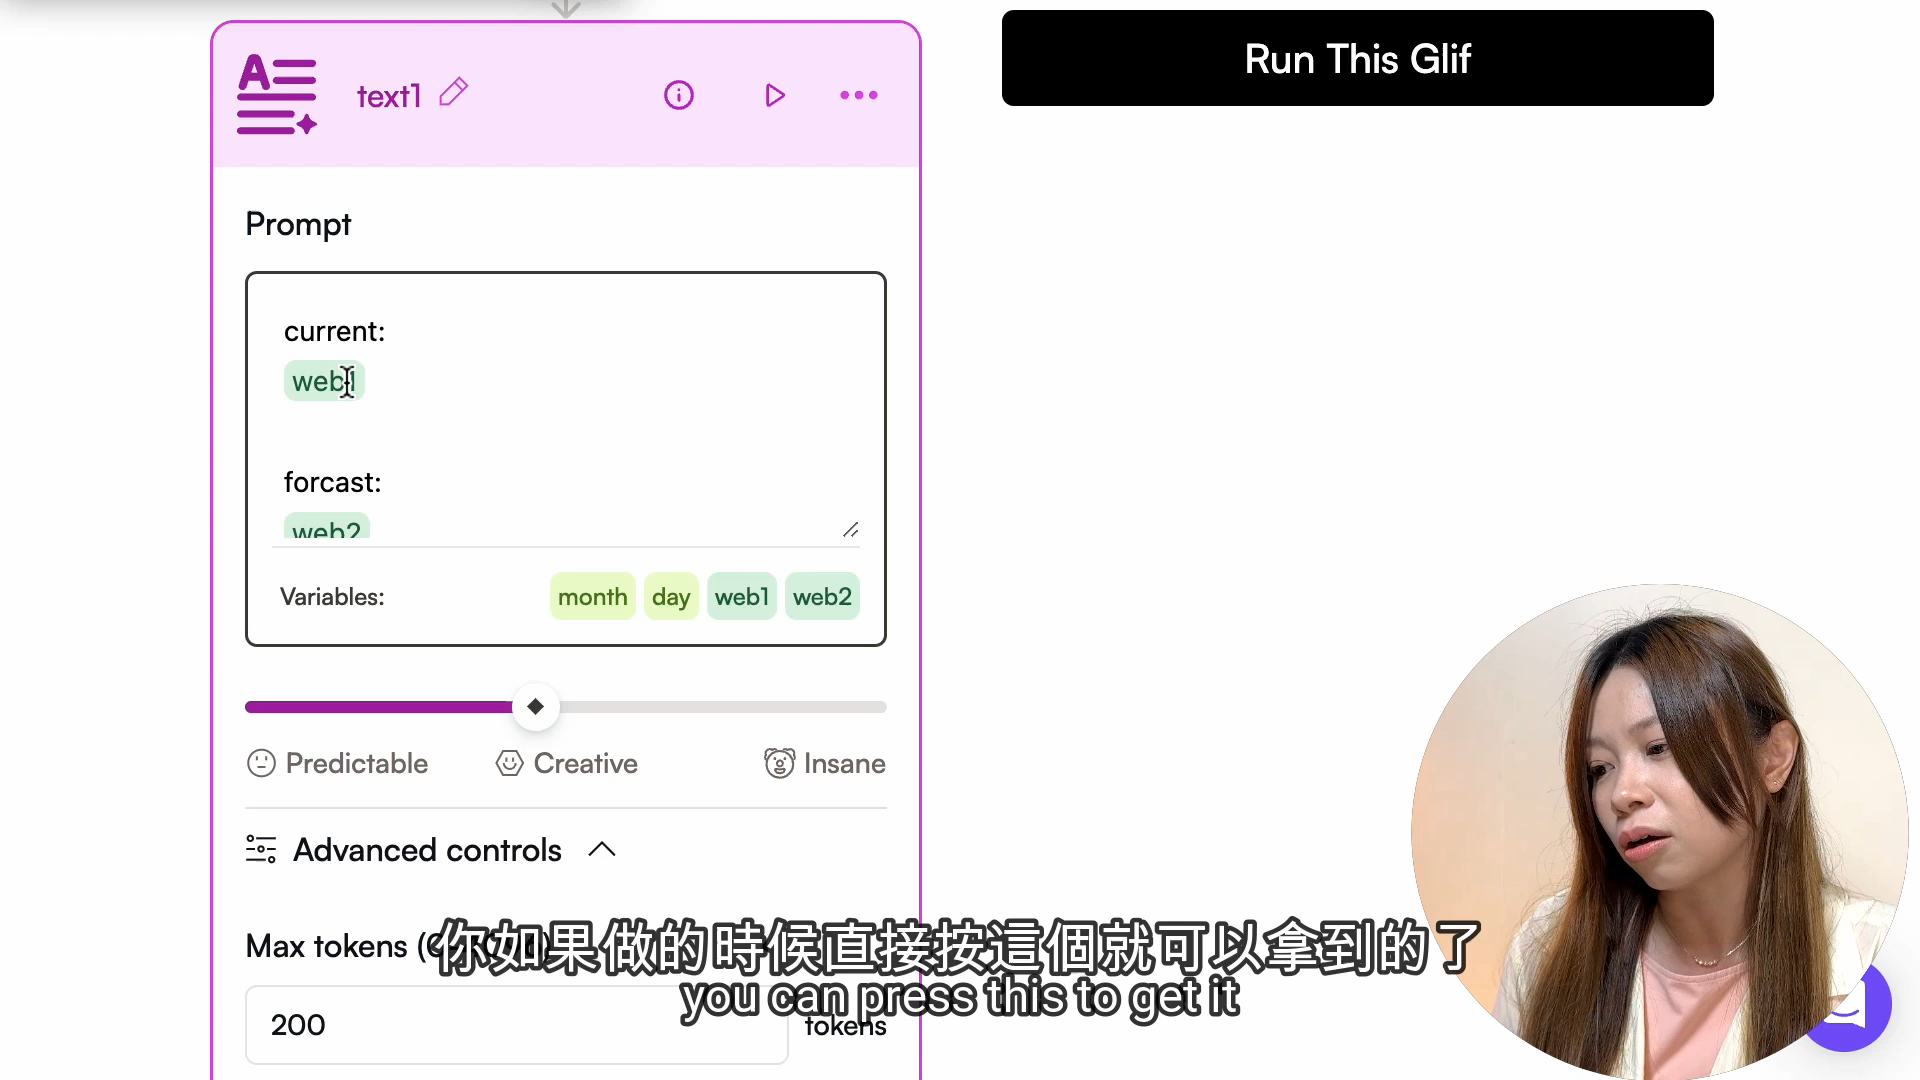 Run This Glif
text1
Prompt
current:
web1
forcast:
web2
Variables: month day web1 web2
Predictable Creative Insane
Advanced controls
Max tokens
你如果做的時候直接按這個就可以拿到的了
you can press this to get it
200 tokens